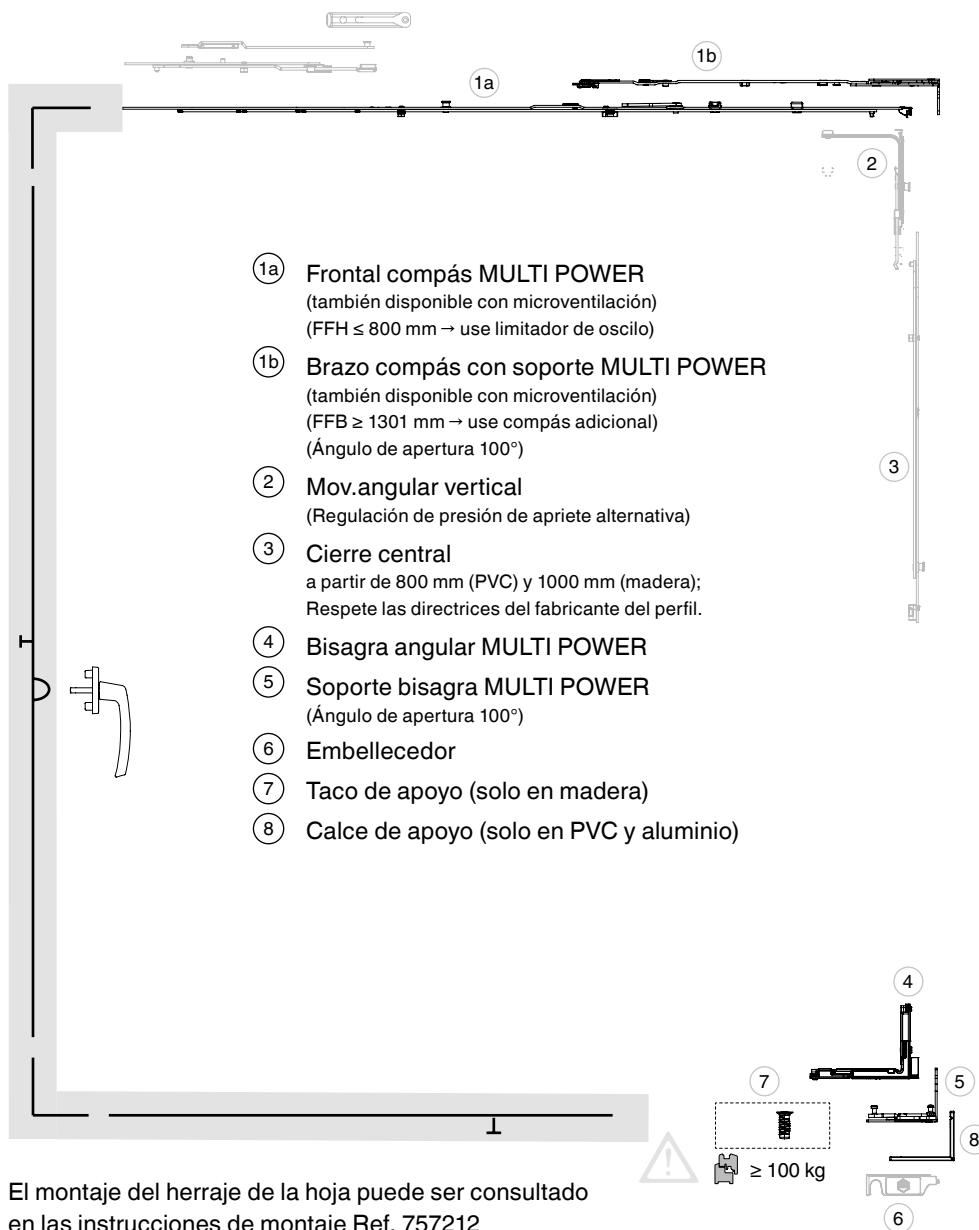 1a
1b
2
1a Frontal compás MULTI POWER
(también disponible con microventilación)
(FFH ≤ 800 mm → use limitador de oscilo)
1b Brazo compás con soporte MULTI POWER
(también disponible con microventilación)
(FFB ≥ 1301 mm → use compás adicional)
(Ángulo de apertura 100°)
2 Mov.angular vertical
(Regulación de presión de apriete alternativa)
3 Cierre central
a partir de 800 mm (PVC) y 1000 mm (madera);
Respete las directrices del fabricante del perfil.
4 Bisagra angular MULTI POWER
5 Soporte bisagra MULTI POWER
(Ángulo de apertura 100°)
6 Embellecedor
7 Taco de apoyo (solo en madera)
8 Calce de apoyo (solo en PVC y aluminio)
3
4
7
5
8
≥ 100 kg
6
El montaje del herraje de la hoja puede ser consultado
en las instrucciones de montaje Ref. 757212